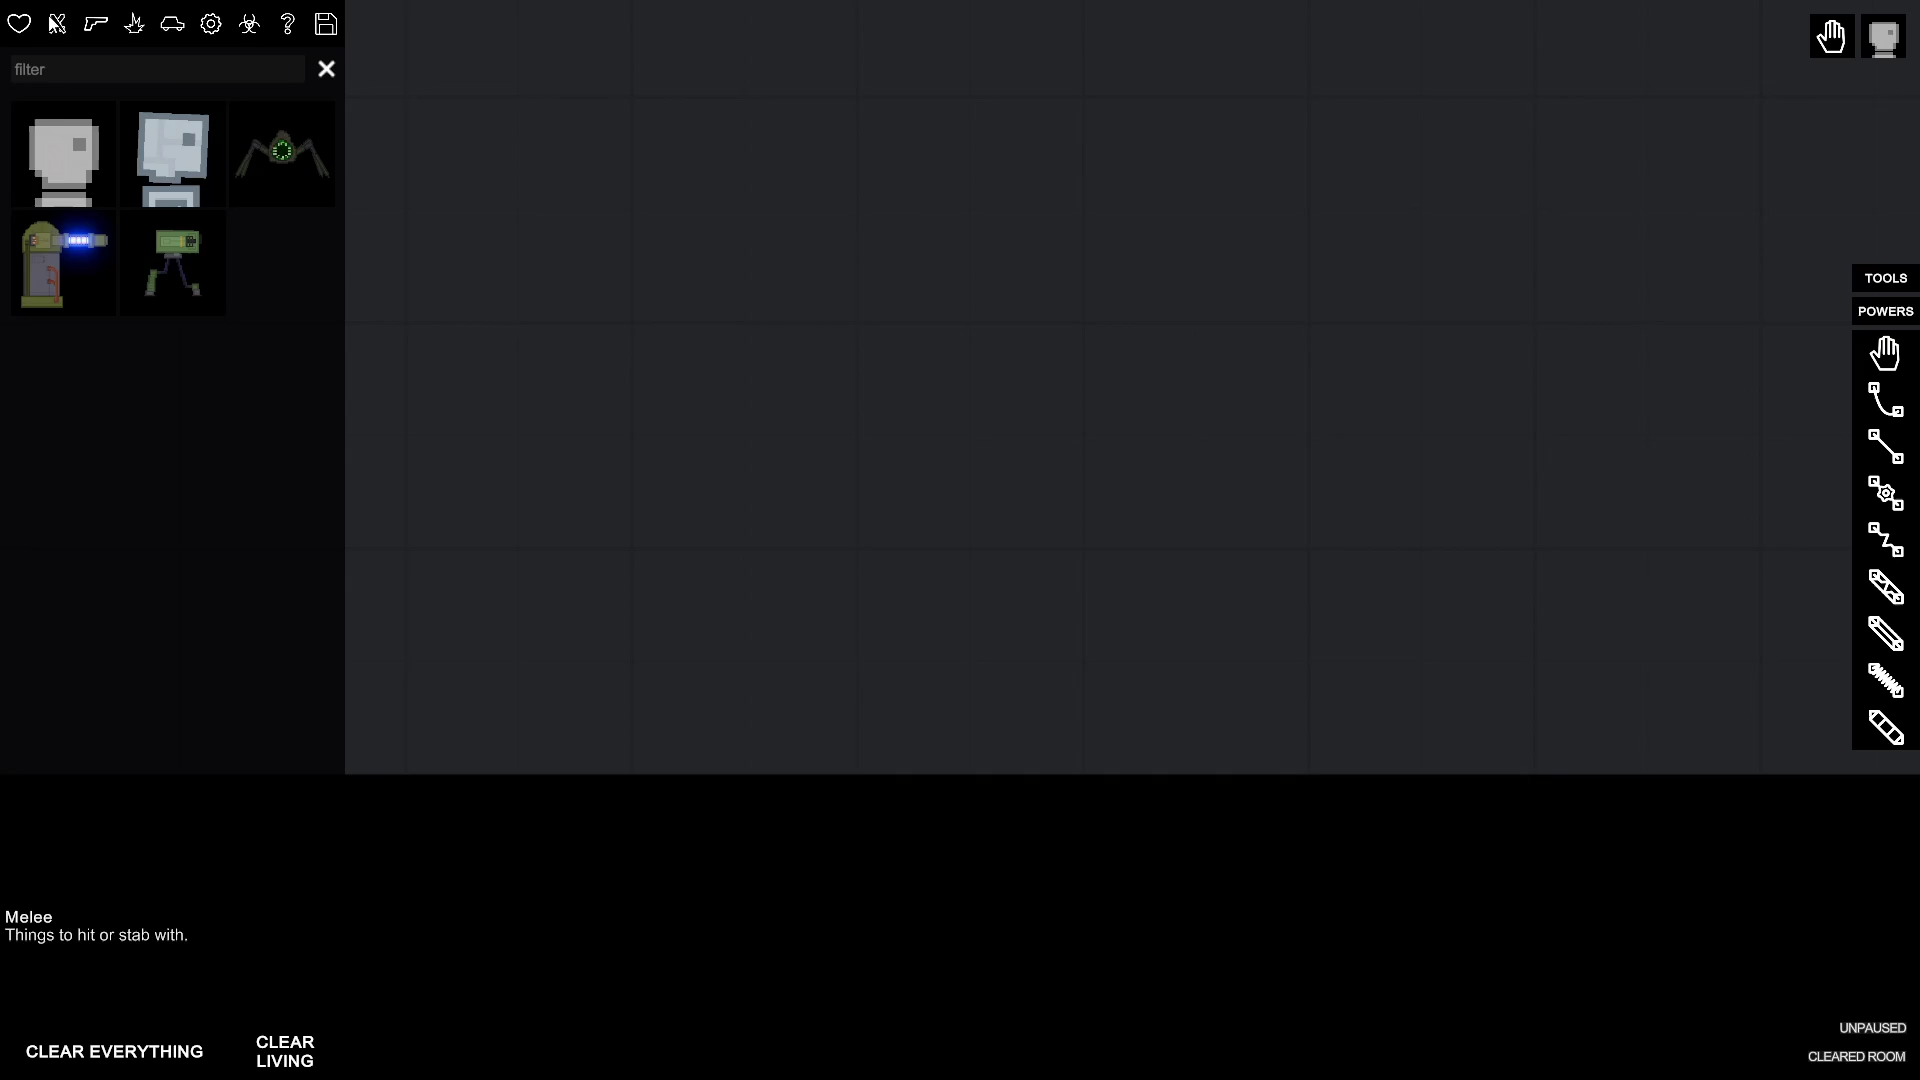 filter
TOOLS
POWERS
Melee
Things to hit or stab with.
CLEAR EVERYTHING
CLEAR
LIVING
UNPAUSED
CLEARED ROOM